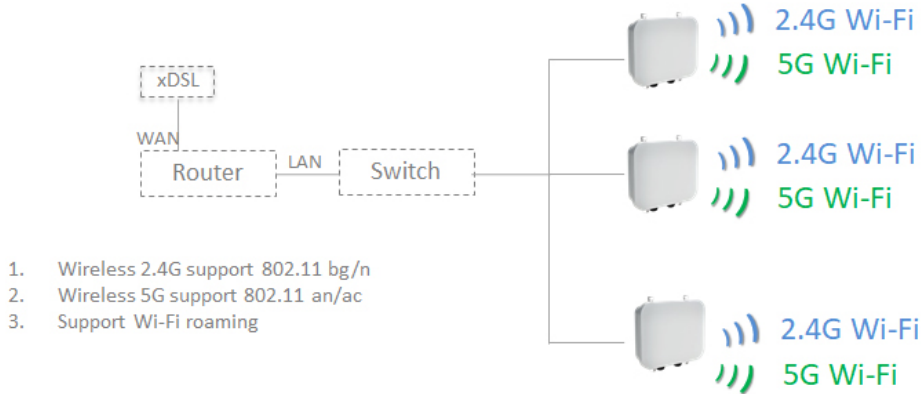 2.4G Wi-Fi
5G Wi-Fi
xDSL
WAN
Router
LAN
Switch
2.4G Wi-Fi
5G Wi-Fi
1. Wireless 2.4G support 802.11 bg/n
2. Wireless 5G support 802.11 an/ac
3. Support Wi-Fi roaming
2.4G Wi-Fi
5G Wi-Fi